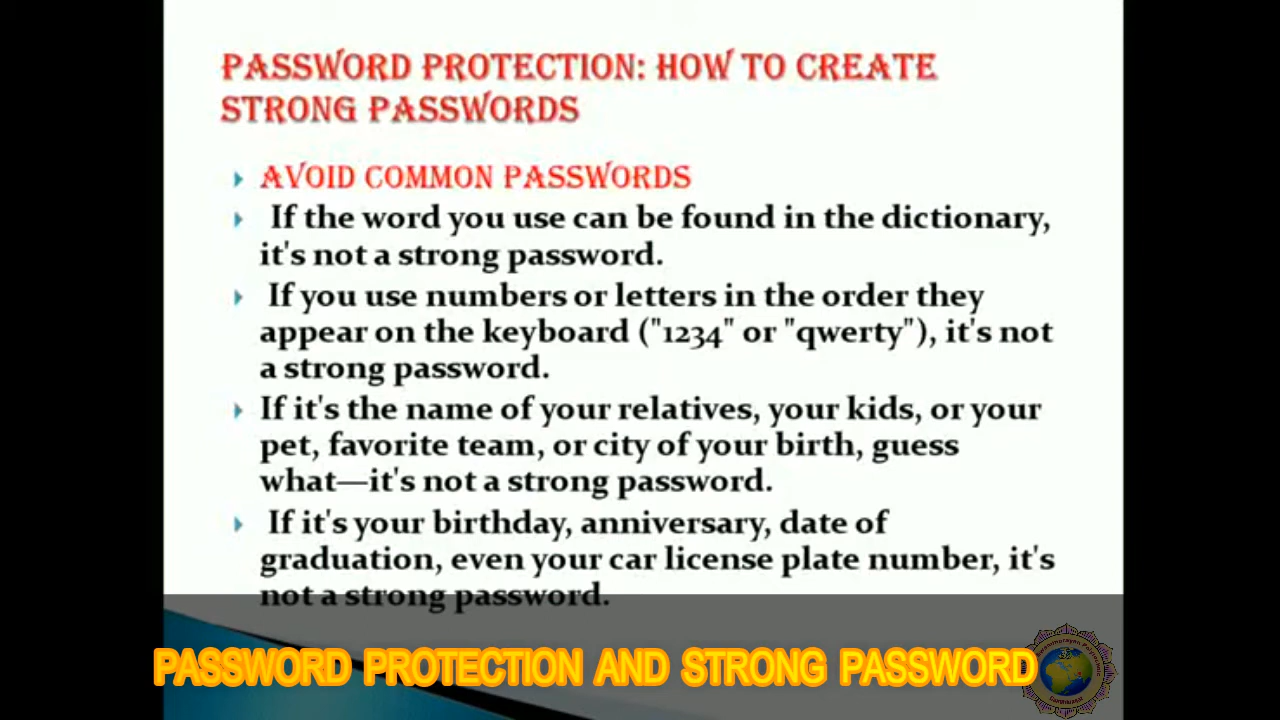 PASSWORD PROTECTION: HOW TO CREATE
STRONG PASSWORDS
AVOID COMMON PASSWORDS
If the word you use can be found in the dictionary,
it's not a strong password.
If you use numbers or letters in the order they
appear on the keyboard ("1234" or "qwerty"), it's not
a strong password.
If it's the name of your relatives, your kids, or your
pet, favorite team, or city of your birth, guess
what—it's not a strong password.
If it's your birthday, anniversary, date of
graduation, even your car license plate number, it's
not a strong password.
PASSWORD PROTECTION AND STRONG PASSWORD